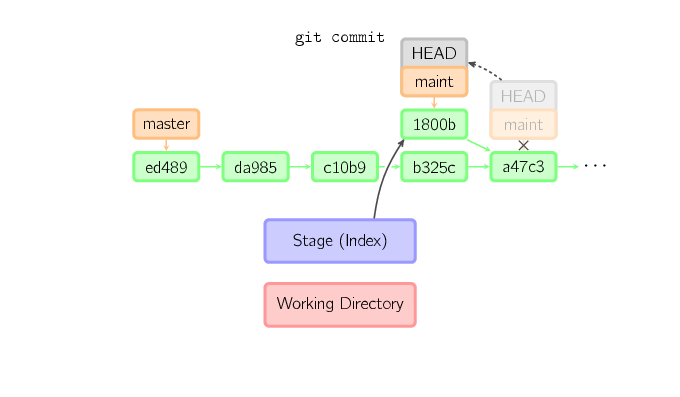 git commit
HEAD
maint
HEAD
maint
master
1800b
ed489
da985
c10b9
b325c
a47c3
...
Stage (Index)
Working Directory